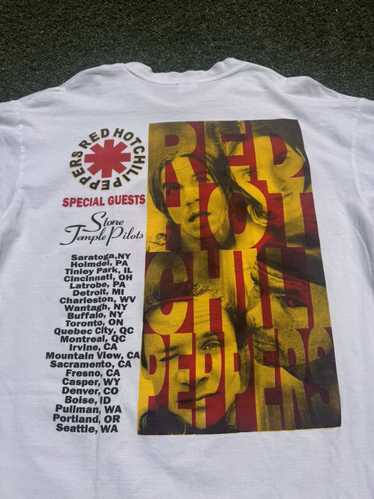 RED HOT CHILI PEPPERS
SPECIAL GUESTS
Stone
Temple Pilots
Saratoga, NY
Holmdel, PA
Tinley Park, IL
Cincinnati, OH
Latrobe, PA
Detroit, MI
Charleston, WV
Wantagh, NY
Buffalo, NY
Toronto, ON
Quebec City, QC
Montreal, QC
Irvine, CA
Mountain View, CA
Sacramento, CA
Fresno, CA
Casper, WY
Denver, CO
Boise, ID
Pullman, WA
Portland, OR
Seattle, WA
RED
HOT
CHILI
PEPPERS